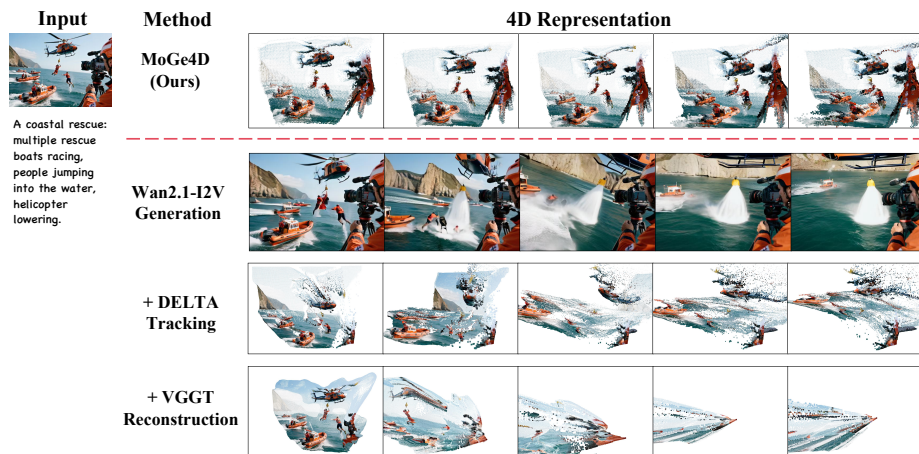 Input
Method
4D Representation
MoGe4D
(Ours)
A coastal rescue:
multiple rescue
boats racing,
people jumping
into the water,
helicopter
lowering.
Wan2.1-I2V
Generation
+ DELTA
Tracking
+ VGGT
Reconstruction